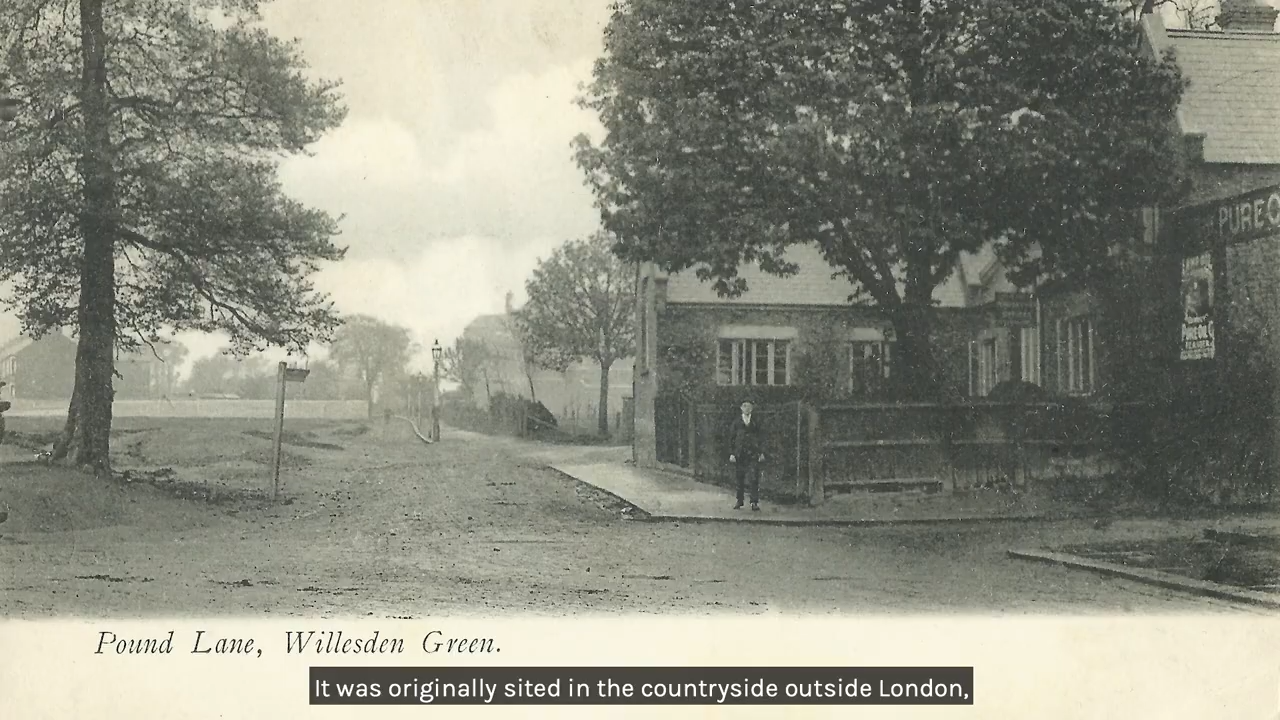 PURE
Pound Lane, Willesden Green.
It was originally sited in the countryside outside London,